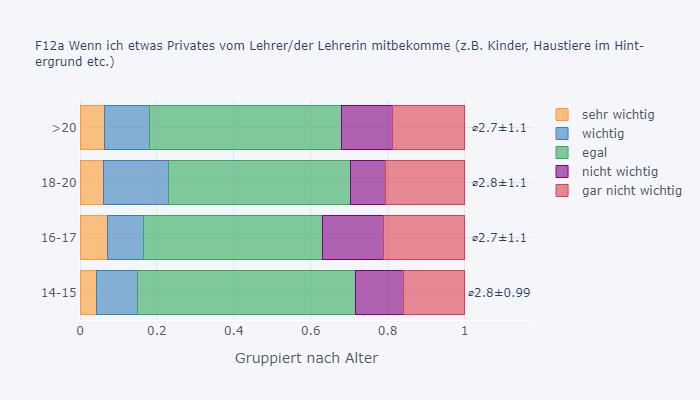 F12a Wenn ich etwas Privates vom Lehrer/der Lehrerin mitbekomme (z.B. Kinder, Haustiere im Hint-
ergrund etc.)
>20
⌀2.7±1.1
18-20
⌀2.8±1.1
16-17
⌀2.7±1.1
14-15
⌀2.8±0.99
0 0.2 0.4 0.6 0.8 1
Gruppiert nach Alter
sehr wichtig
wichtig
egal
nicht wichtig
gar nicht wichtig